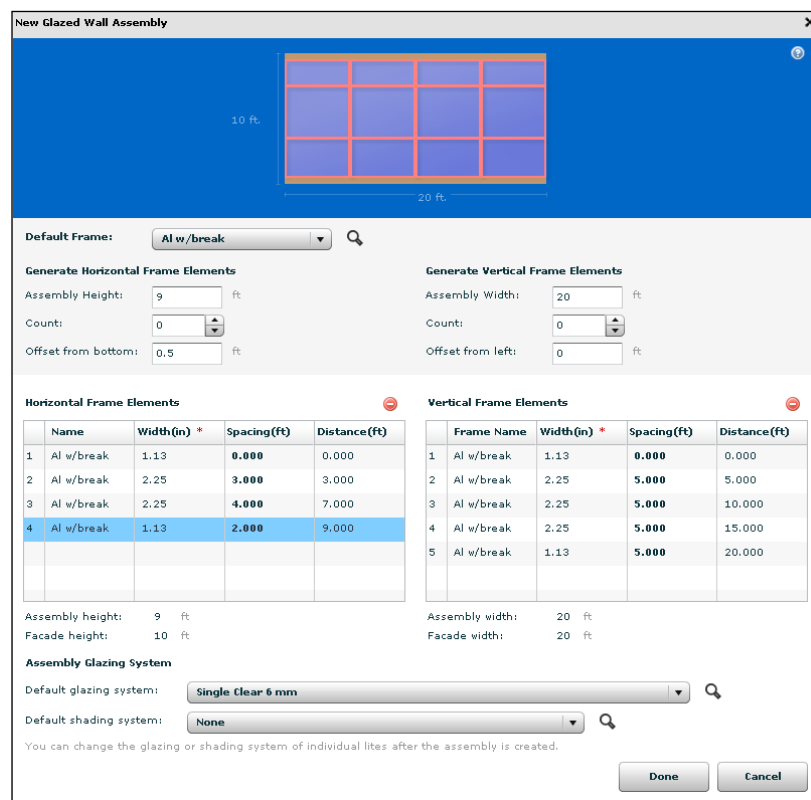 New Glazed Wall Assembly
10 ft.
20 ft.
Default Frame: Al w/break
Generate Horizontal Frame Elements
Assembly Height: 9 ft
Count: 0
Offset from bottom: 0.5 ft
Generate Vertical Frame Elements
Assembly Width: 20 ft
Count: 0
Offset from left: 0 ft
Horizontal Frame Elements
Name Width(in) * Spacing(ft) Distance(ft)
1 Al w/break 1.13 0.000 0.000
2 Al w/break 2.25 3.000 3.000
3 Al w/break 2.25 4.000 7.000
4 Al w/break 1.13 2.000 9.000
Assembly height: 9 ft
Facade height: 10 ft
Vertical Frame Elements
Frame Name Width(in) * Spacing(ft) Distance(ft)
1 Al w/break 1.13 0.000 0.000
2 Al w/break 2.25 5.000 5.000
3 Al w/break 2.25 5.000 10.000
4 Al w/break 2.25 5.000 15.000
5 Al w/break 1.13 5.000 20.000
Assembly width: 20 ft
Facade width: 20 ft
Assembly Glazing System
Default glazing system: Single Clear 6 mm
Default shading system: None
You can change the glazing or shading system of individual lites after the assembly is created.
Done Cancel